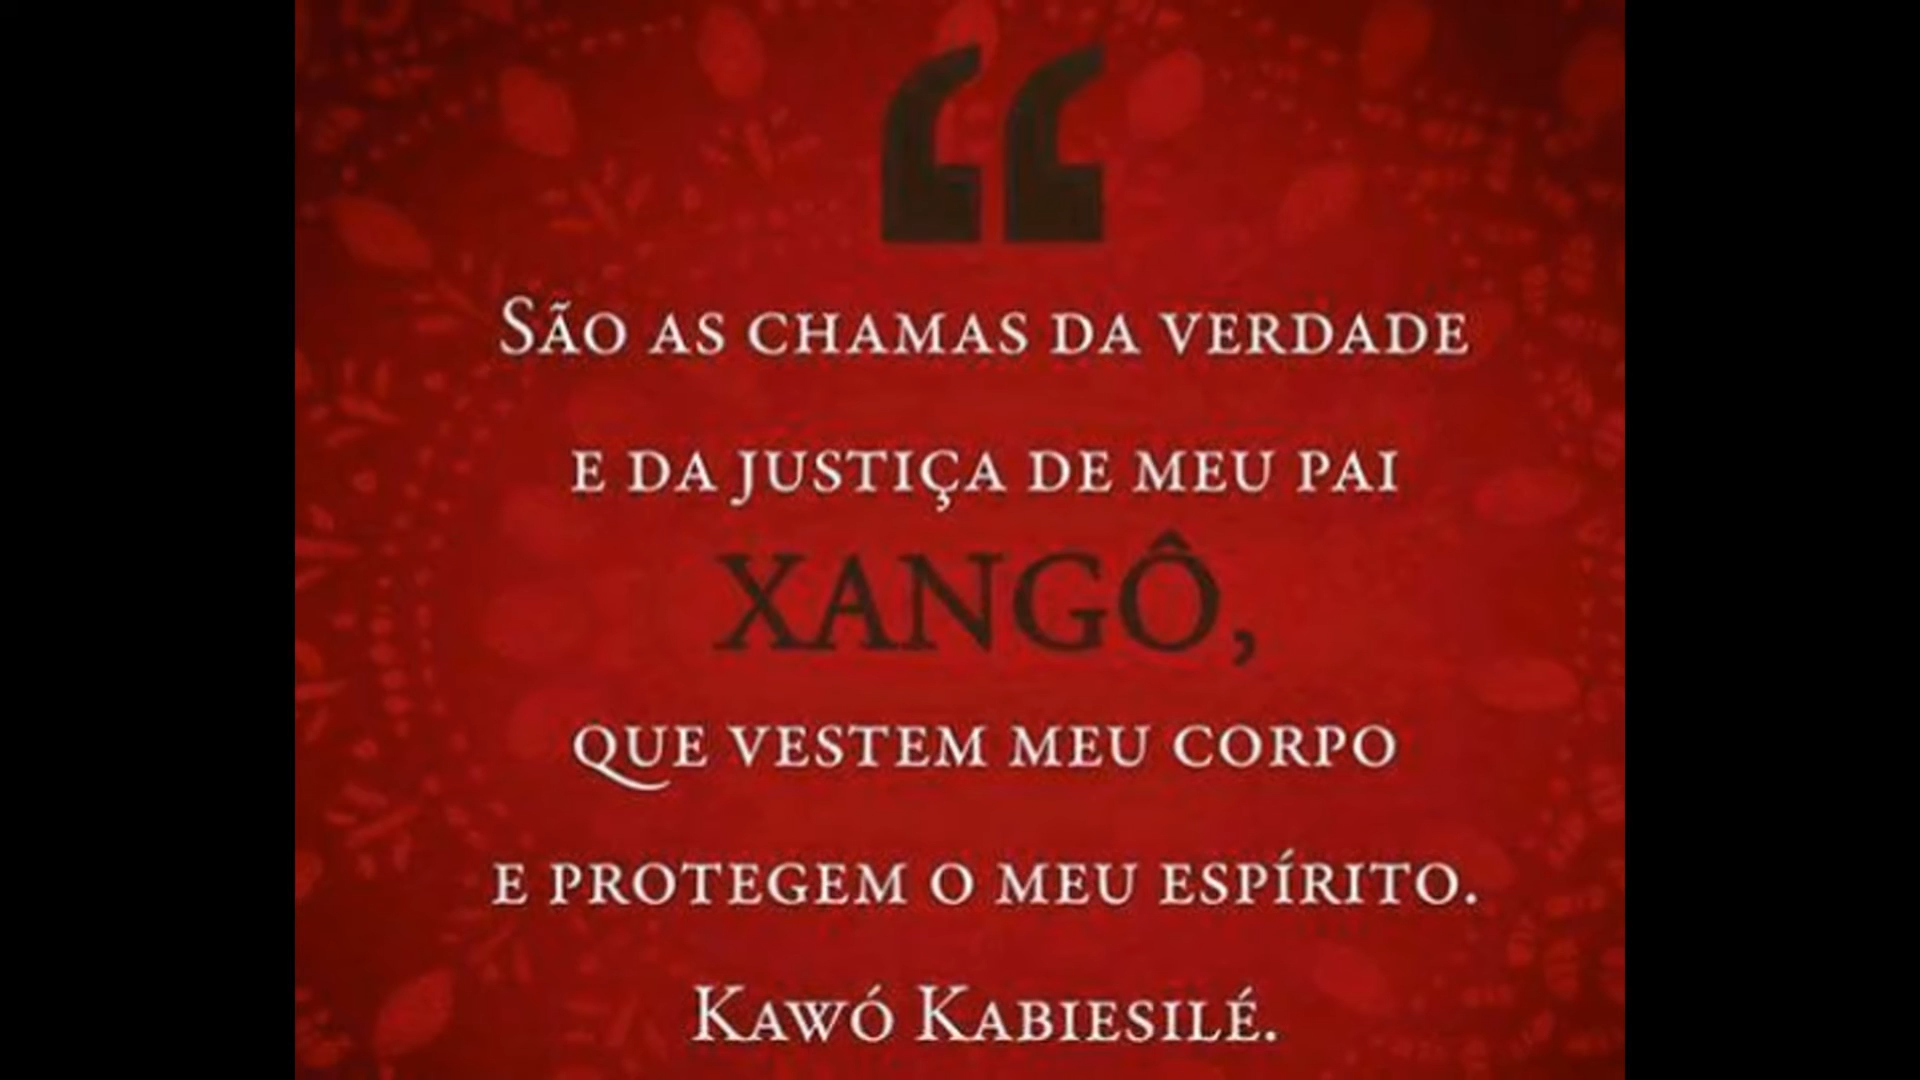 “
São as chamas da verdade
e da justiça de meu pai
XANGÔ,
que vestem meu corpo
e protegem o meu espírito.
Kawó Kabiesilé.